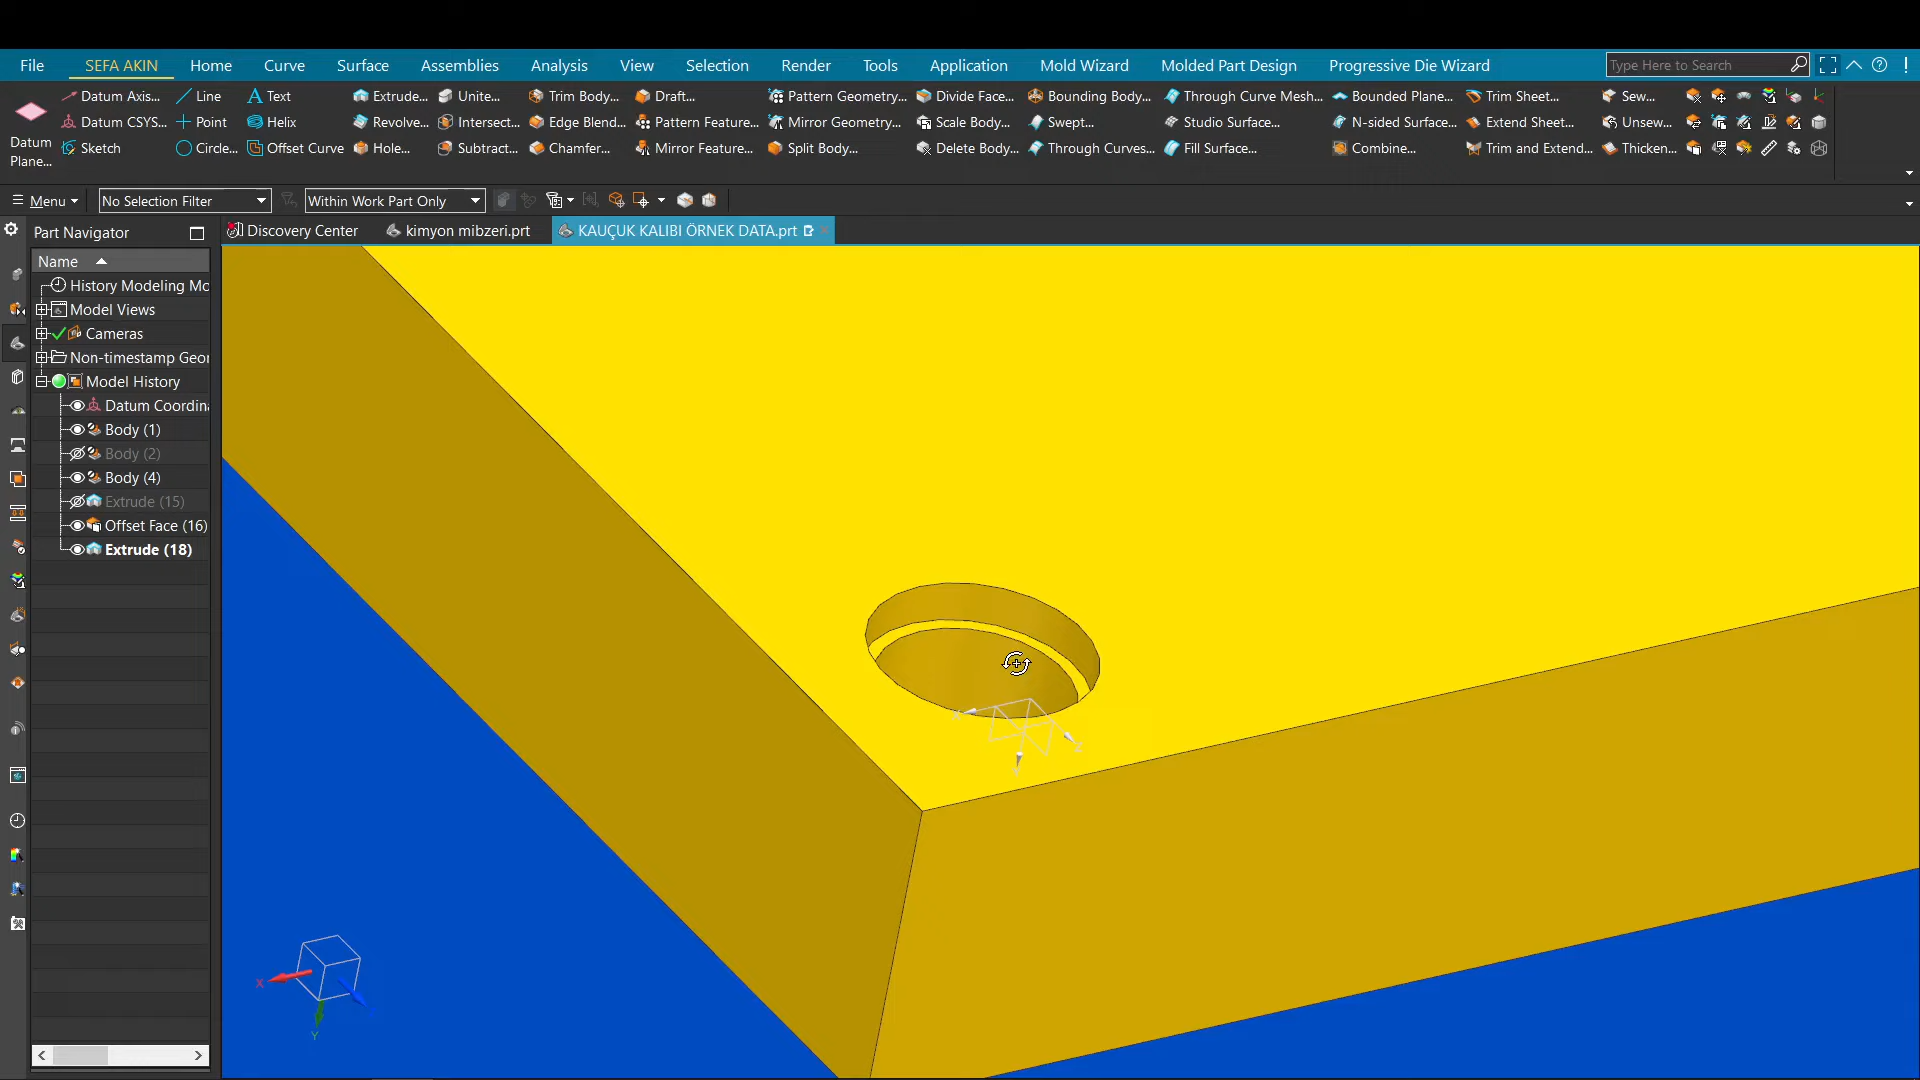 File SEFA AKIN Home Curve Surface Assemblies Analysis View Selection Render Tools Application Mold Wizard Molded Part Design Progressive Die Wizard Type Here to Search
Datum Axis... Line Text Extrude... Unite... Trim Body... Draft... Pattern Geometry... Divide Face... Bounding Body... Through Curve Mesh... Bounded Plane... Trim Sheet... Sew...
Datum CSYS... Point Helix Revolve... Intersect... Edge Blend... Pattern Feature... Mirror Geometry... Scale Body... Swept... Studio Surface... N-sided Surface... Extend Sheet... Unsew...
Datum Plane... Sketch Circle... Offset Curve Hole... Subtract... Chamfer... Mirror Feature... Split Body... Delete Body... Through Curves... Fill Surface... Combine... Trim and Extend... Thicken...
Menu No Selection Filter Within Work Part Only
Part Navigator Discovery Center kimyon mibzeri.prt KAUÇUK KALIBI ÖRNEK DATA.prt
Name
History Modeling Mo
Model Views
Cameras
Non-timestamp Geor
Model History
Datum Coordina
Body (1)
Body (2)
Body (4)
Extrude (15)
Offset Face (16)
Extrude (18)
X
Z
Y
X
Y